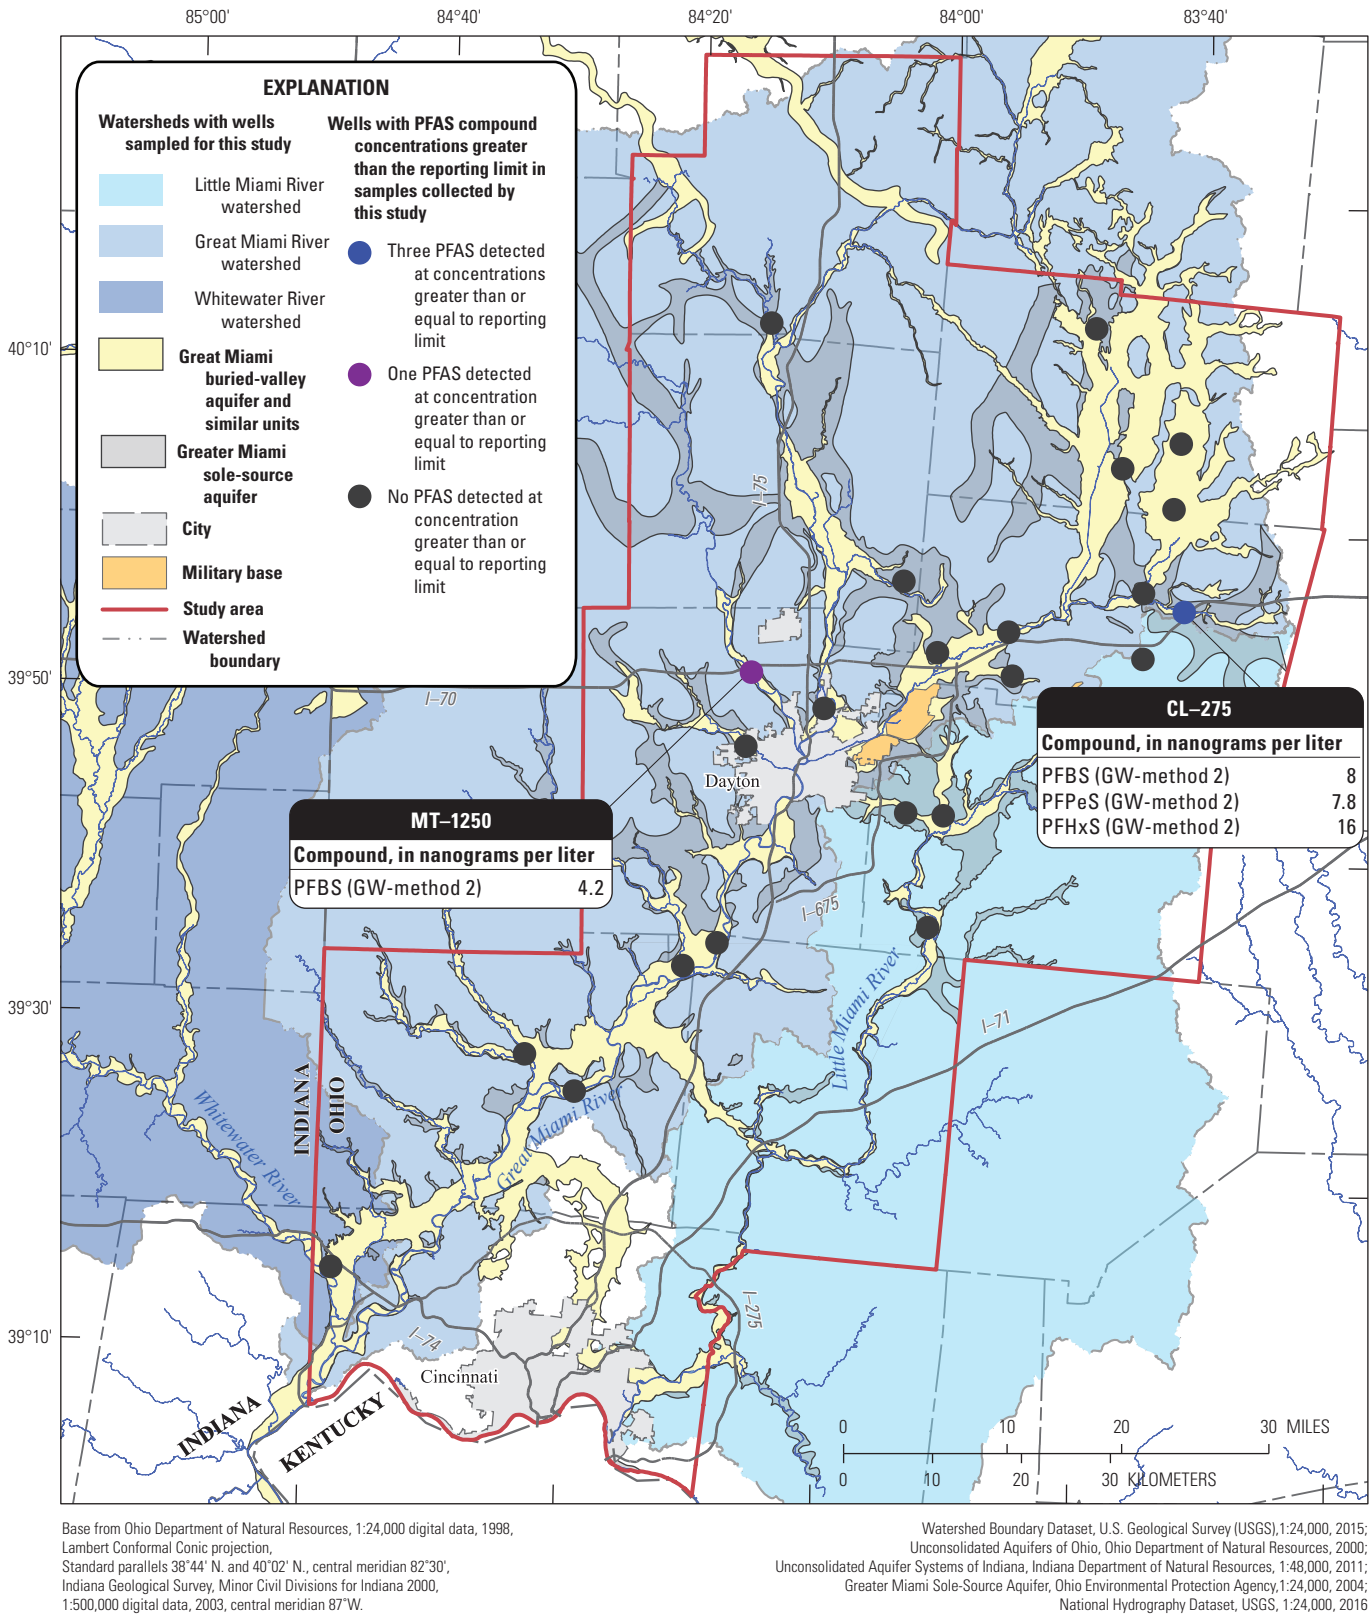 85°00'
84°40'
84°20'
84°00'
83°40'
40°10'
39°50'
39°30'
39°10'
EXPLANATION
Watersheds with wells
sampled for this study
Little Miami River
watershed
Great Miami River
watershed
Whitewater River
watershed
Great Miami
buried-valley
aquifer and
similar units
Greater Miami
sole-source
aquifer
City
Military base
Study area
Watershed
boundary
Wells with PFAS compound
concentrations greater
than the reporting limit in
samples collected by
this study
Three PFAS detected
at concentrations
greater than or
equal to reporting
limit
One PFAS detected
at concentration
greater than or
equal to reporting
limit
No PFAS detected at
concentration
greater than or
equal to reporting
limit
I–75
I–70
Dayton
CL–275
Compound, in nanograms per liter
PFBS (GW-method 2) 8
PFPeS (GW-method 2) 7.8
PFHxS (GW-method 2) 16
MT–1250
Compound, in nanograms per liter
PFBS (GW-method 2) 4.2
I–675
Little Miami River
I–71
INDIANA
OHIO
Whitewater River
Great Miami River
I–275
I–74
Cincinnati
INDIANA
KENTUCKY
0 10 20 30 MILES
0 10 20 30 KILOMETERS
Base from Ohio Department of Natural Resources, 1:24,000 digital data, 1998,
Lambert Conformal Conic projection,
Standard parallels 38°44' N. and 40°02' N., central meridian 82°30',
Indiana Geological Survey, Minor Civil Divisions for Indiana 2000,
1:500,000 digital data, 2003, central meridian 87°W.
Watershed Boundary Dataset, U.S. Geological Survey (USGS),1:24,000, 2015;
Unconsolidated Aquifers of Ohio, Ohio Department of Natural Resources, 2000;
Unconsolidated Aquifer Systems of Indiana, Indiana Department of Natural Resources, 1:48,000, 2011;
Greater Miami Sole-Source Aquifer, Ohio Environmental Protection Agency,1:24,000, 2004;
National Hydrography Dataset, USGS, 1:24,000, 2016